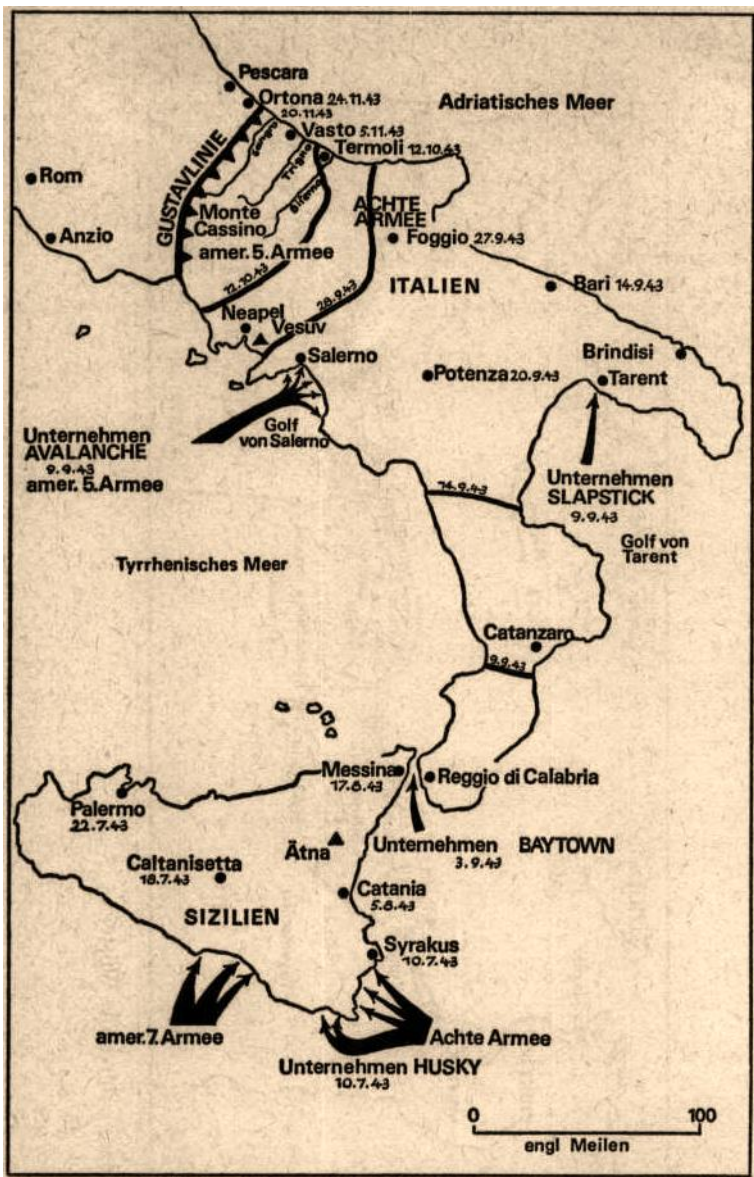 Pescara
Ortona 24.11.43
20.11.43
Adriatisches Meer
Vasto 5.11.43
Sangro
Trigno
Termoli 12.10.43
Biferno
Rom
GUSTAVLINIE
ACHTE
ARMEE
Monte
Cassino
Anzio
Foggio 27.9.43
amer. 5. Armee
12.10.43
ITALIEN
28.9.43
Bari 14.9.43
Neapel
Vesuv
Salerno
Brindisi
Potenza 20.9.43
Tarent
Golf
von Salerno
Unternehmen
AVALANCHE
9.9.43
amer. 5. Armee
Unternehmen
SLAPSTICK
9.9.43
14.9.43
Golf von
Tarent
Tyrrhenisches Meer
Catanzaro
9.9.43
Messina
17.8.43
Reggio di Calabria
Palermo
22.7.43
Unternehmen BAYTOWN
3.9.43
Ätna
Caltanisetta
18.7.43
Catania
5.8.43
SIZILIEN
Syrakus
10.7.43
amer. 7. Armee
Achte Armee
Unternehmen HUSKY
10.7.43
0 100
engl Meilen